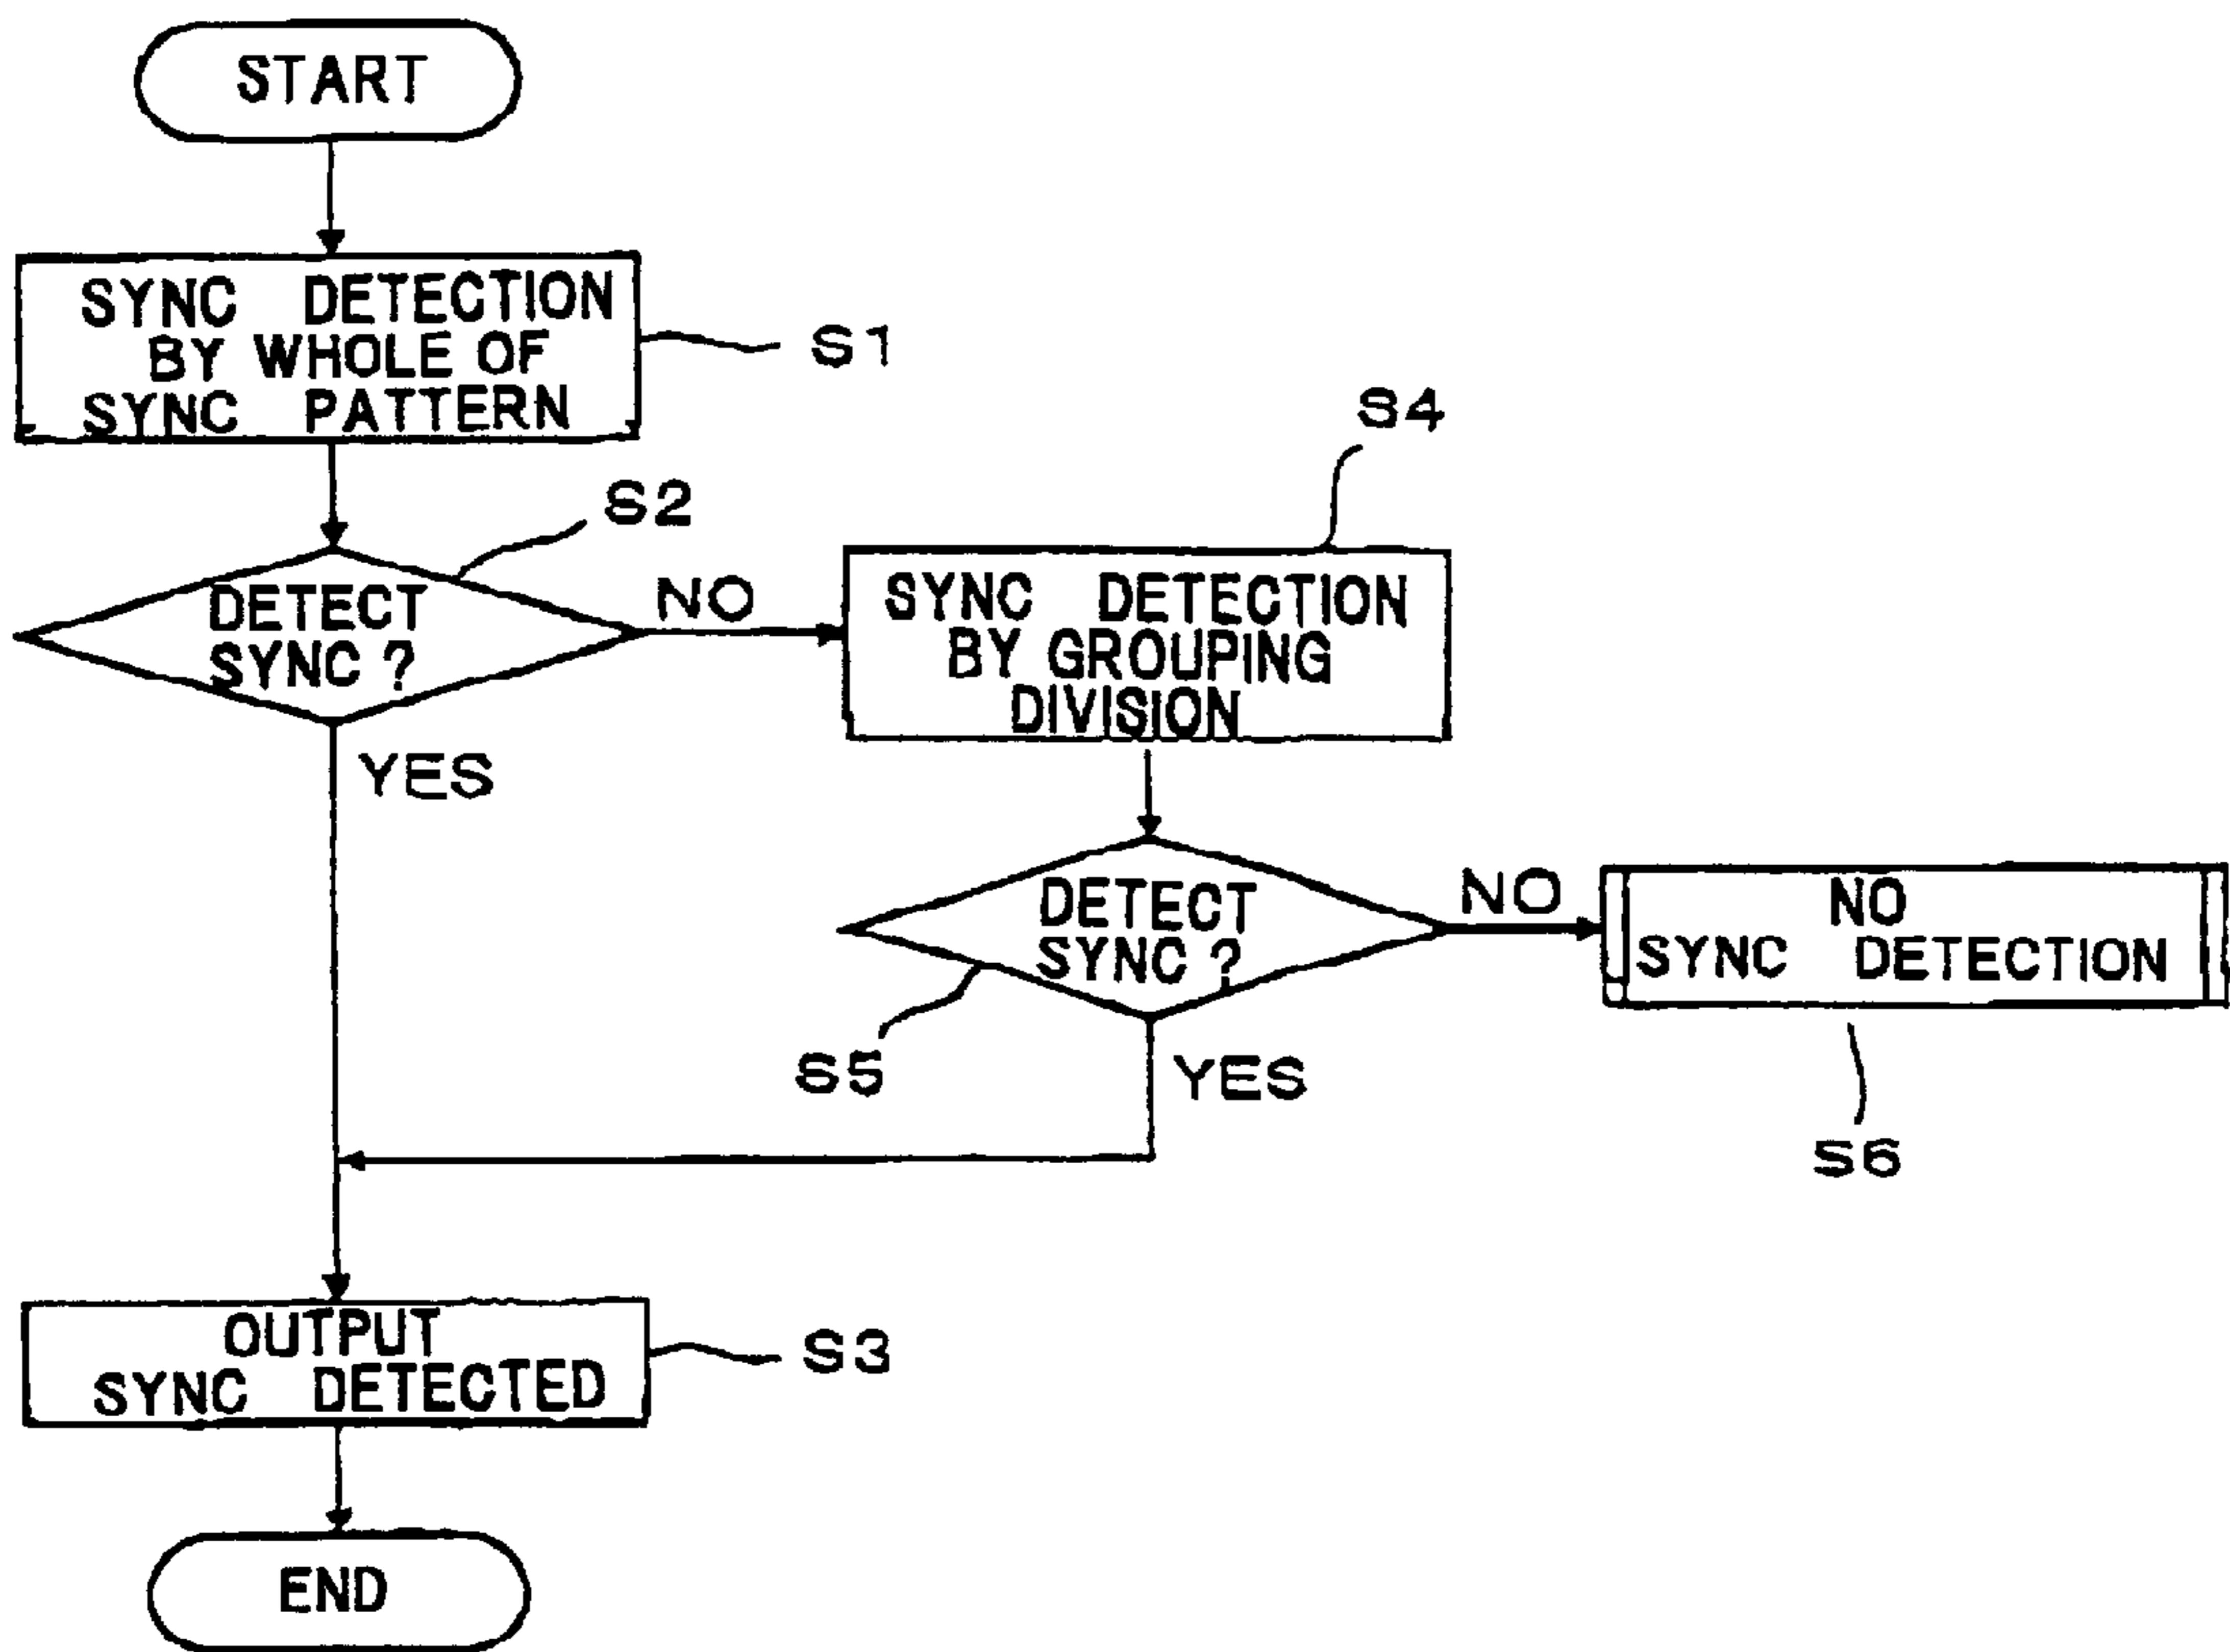 START
SYNC DETECTION
BY WHOLE OF
SYNC PATTERN
S1
S2
DETECT
SYNC ?
NO
YES
S4
SYNC DETECTION
BY GROUPING
DIVISION
DETECT
SYNC ?
S5
NO
YES
NO
SYNC DETECTION
S6
OUTPUT
SYNC DETECTED
S3
END